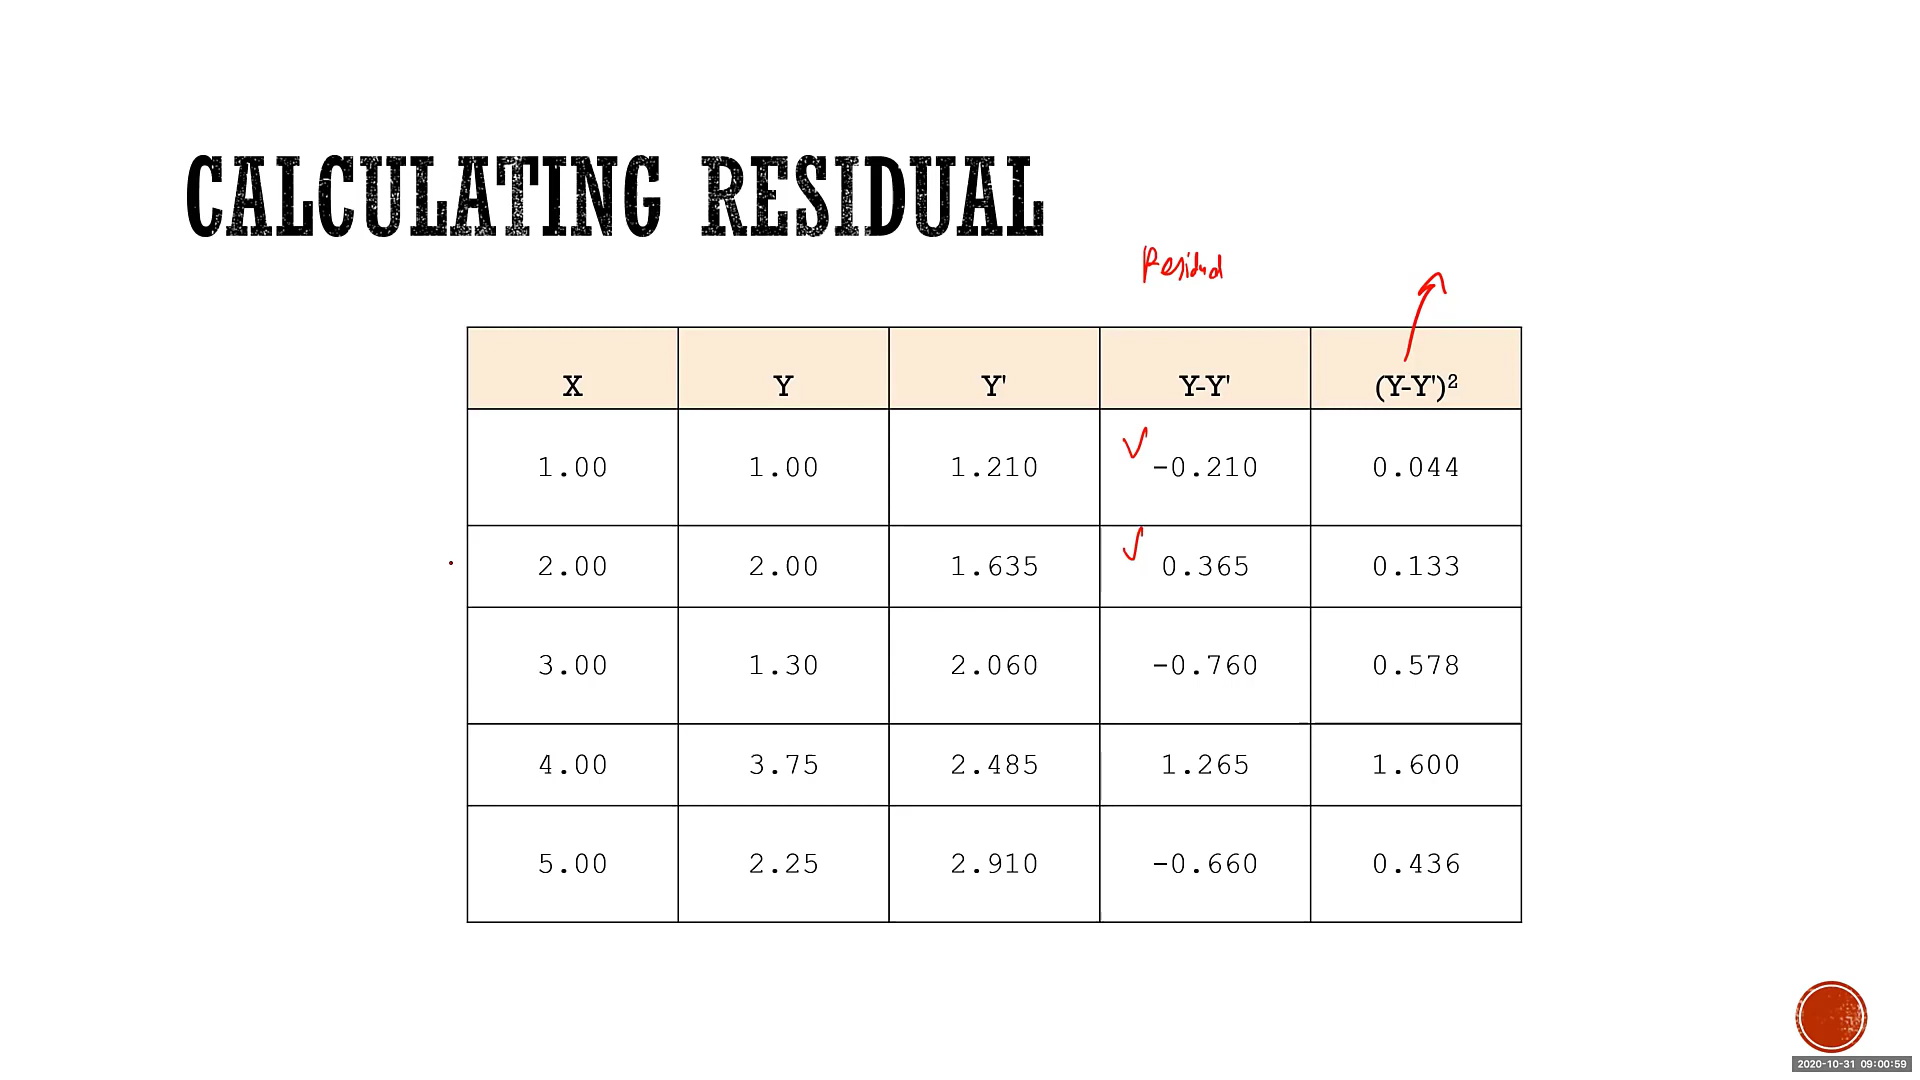 CALCULATING RESIDUAL
Residual
X Y Y' Y-Y' (Y-Y')²
1.00 1.00 1.210 -0.210 0.044
2.00 2.00 1.635 0.365 0.133
3.00 1.30 2.060 -0.760 0.578
4.00 3.75 2.485 1.265 1.600
5.00 2.25 2.910 -0.660 0.436
2020-10-31 09:00:59